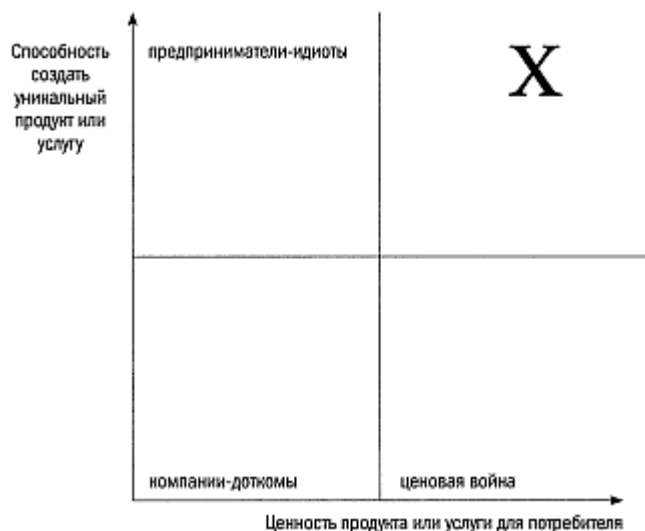 Способность
создать
уникальный
продукт или
услугу
предприниматели-идиоты
X
компании-доткомы
ценовая война
Ценность продукта или услуги для потребителя